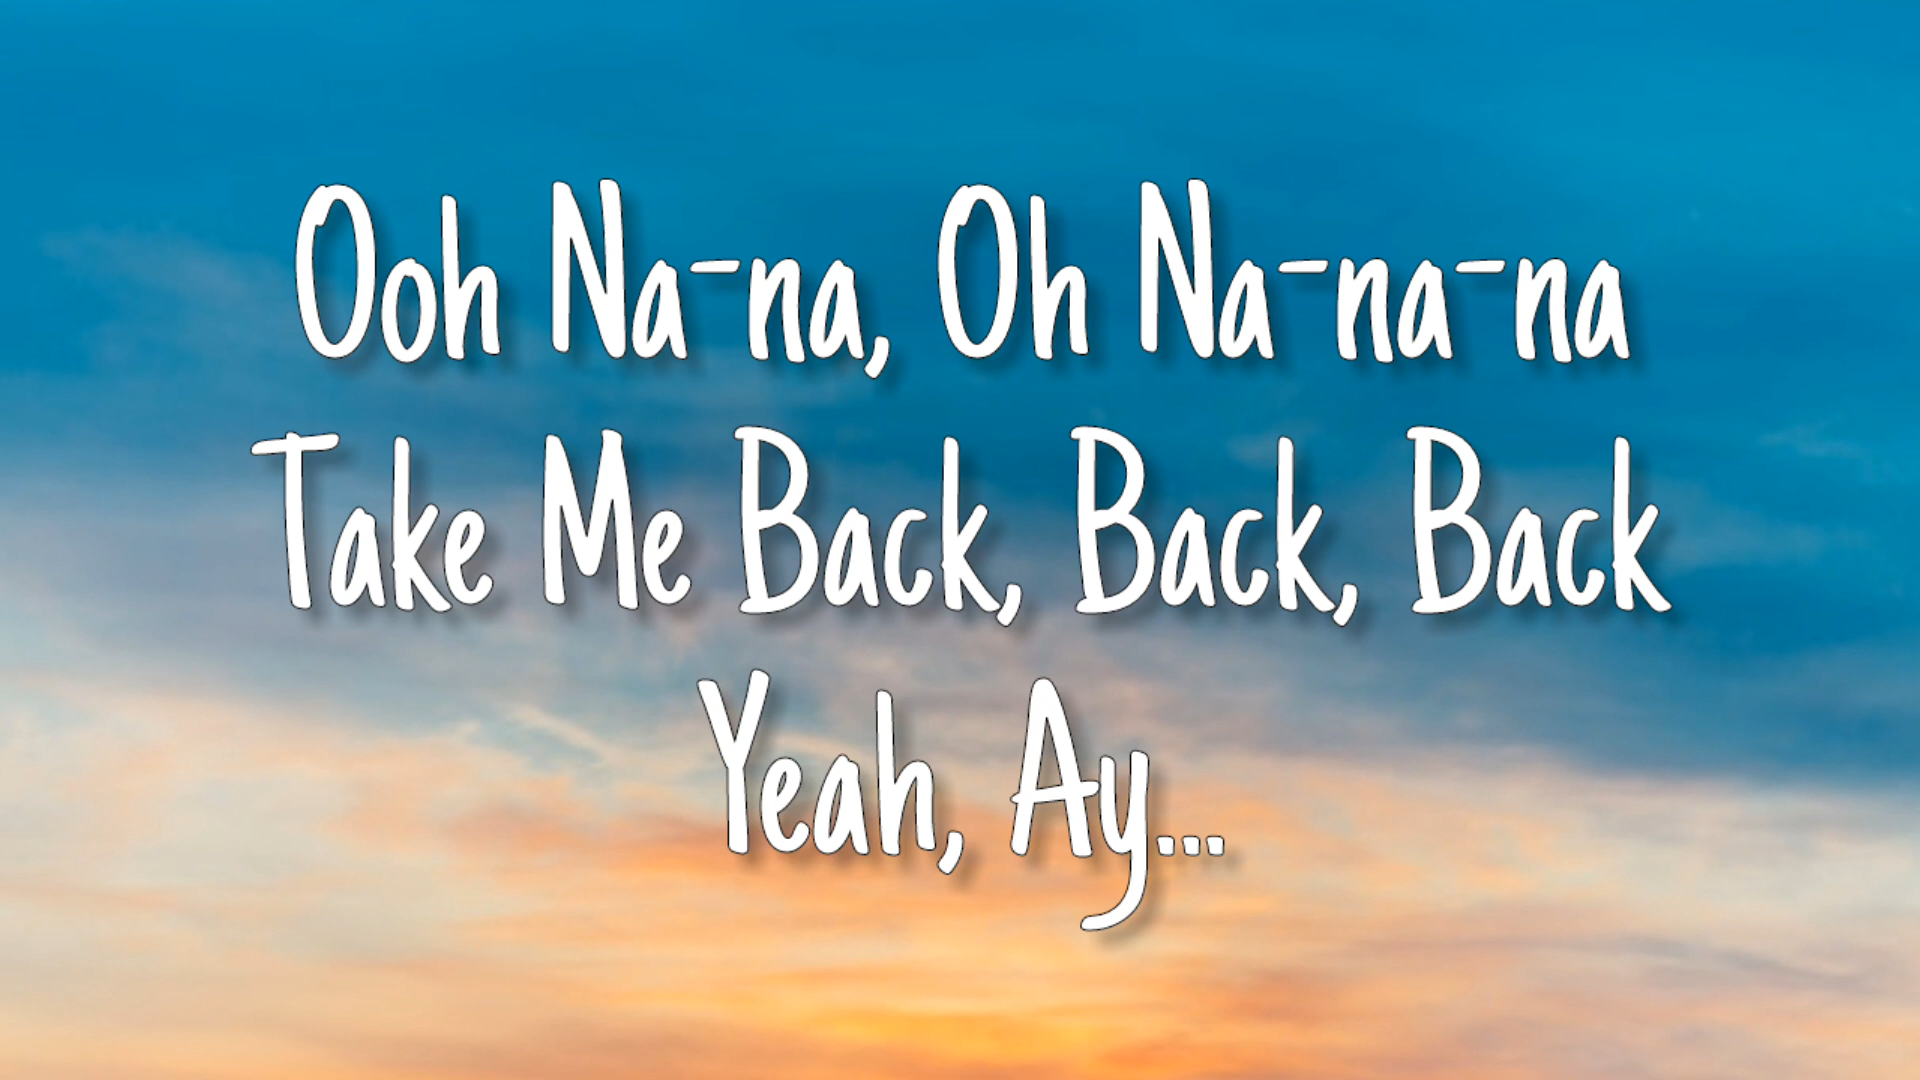 Ooh Na-na, Oh Na-na-na
Take Me Back, Back, Back
Yeah, Ay...